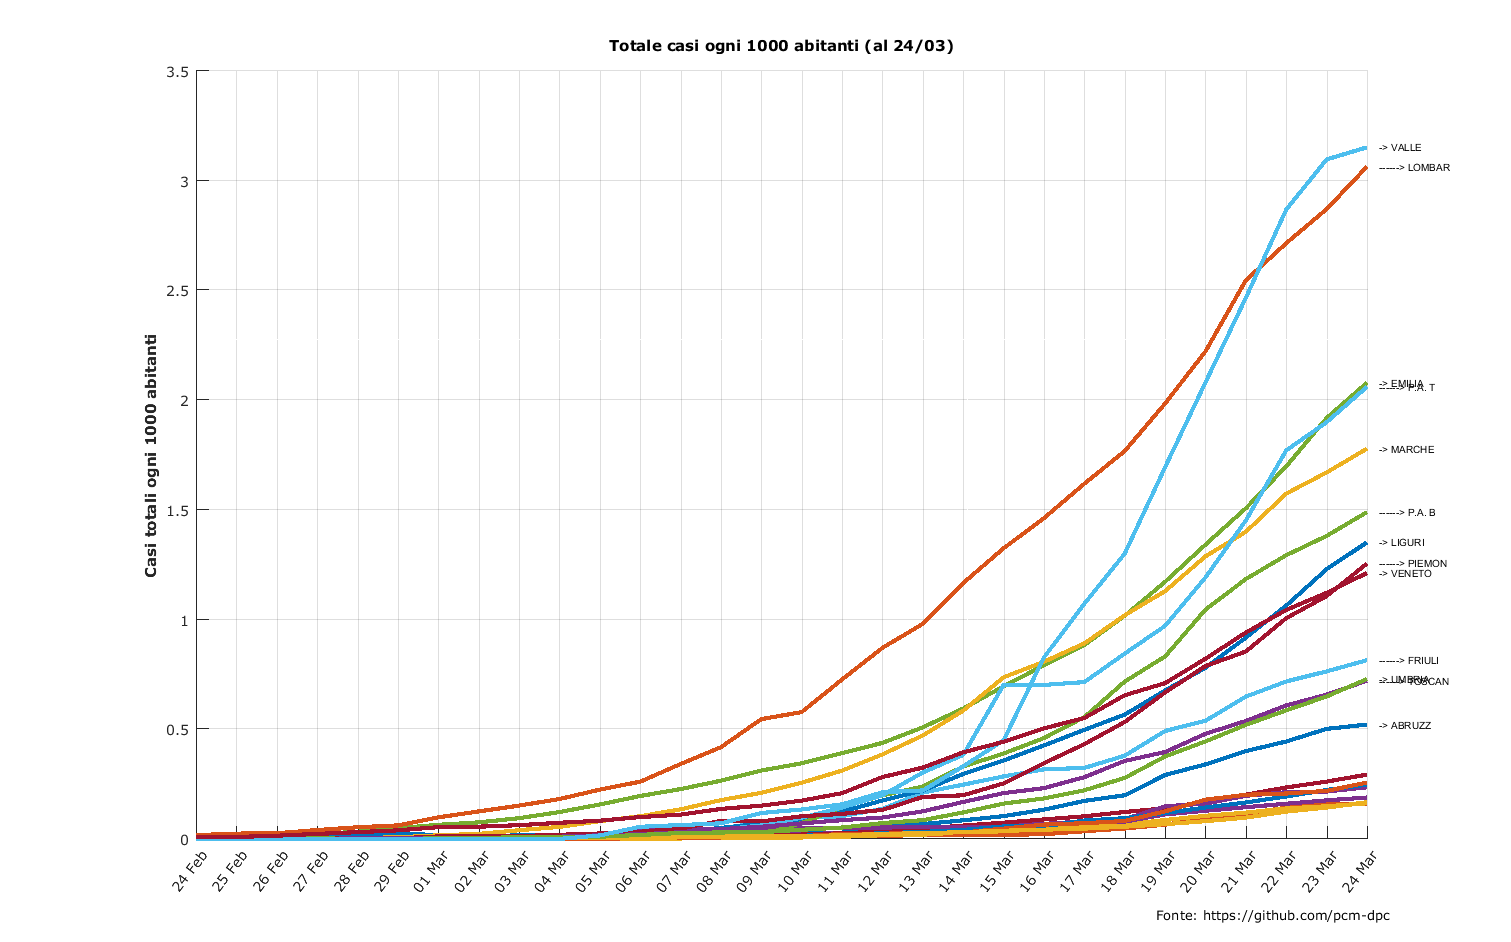 Totale casi ogni 1000 abitanti (al 24/03)
Casi totali ogni 1000 abitanti
3.5
3
2.5
2
1.5
1
0.5
0
-> VALLE
------> LOMBAR
-> EMILIA
------> P.A. T
-> MARCHE
------> P.A. B
-> LIGURI
------> PIEMON
-> VENETO
------> FRIULI
-> UMBRIA
------> TOSCAN
-> ABRUZZ
24 Feb
25 Feb
26 Feb
27 Feb
28 Feb
29 Feb
01 Mar
02 Mar
03 Mar
04 Mar
05 Mar
06 Mar
07 Mar
08 Mar
09 Mar
10 Mar
11 Mar
12 Mar
13 Mar
14 Mar
15 Mar
16 Mar
17 Mar
18 Mar
19 Mar
20 Mar
21 Mar
22 Mar
23 Mar
24 Mar
Fonte: https://github.com/pcm-dpc